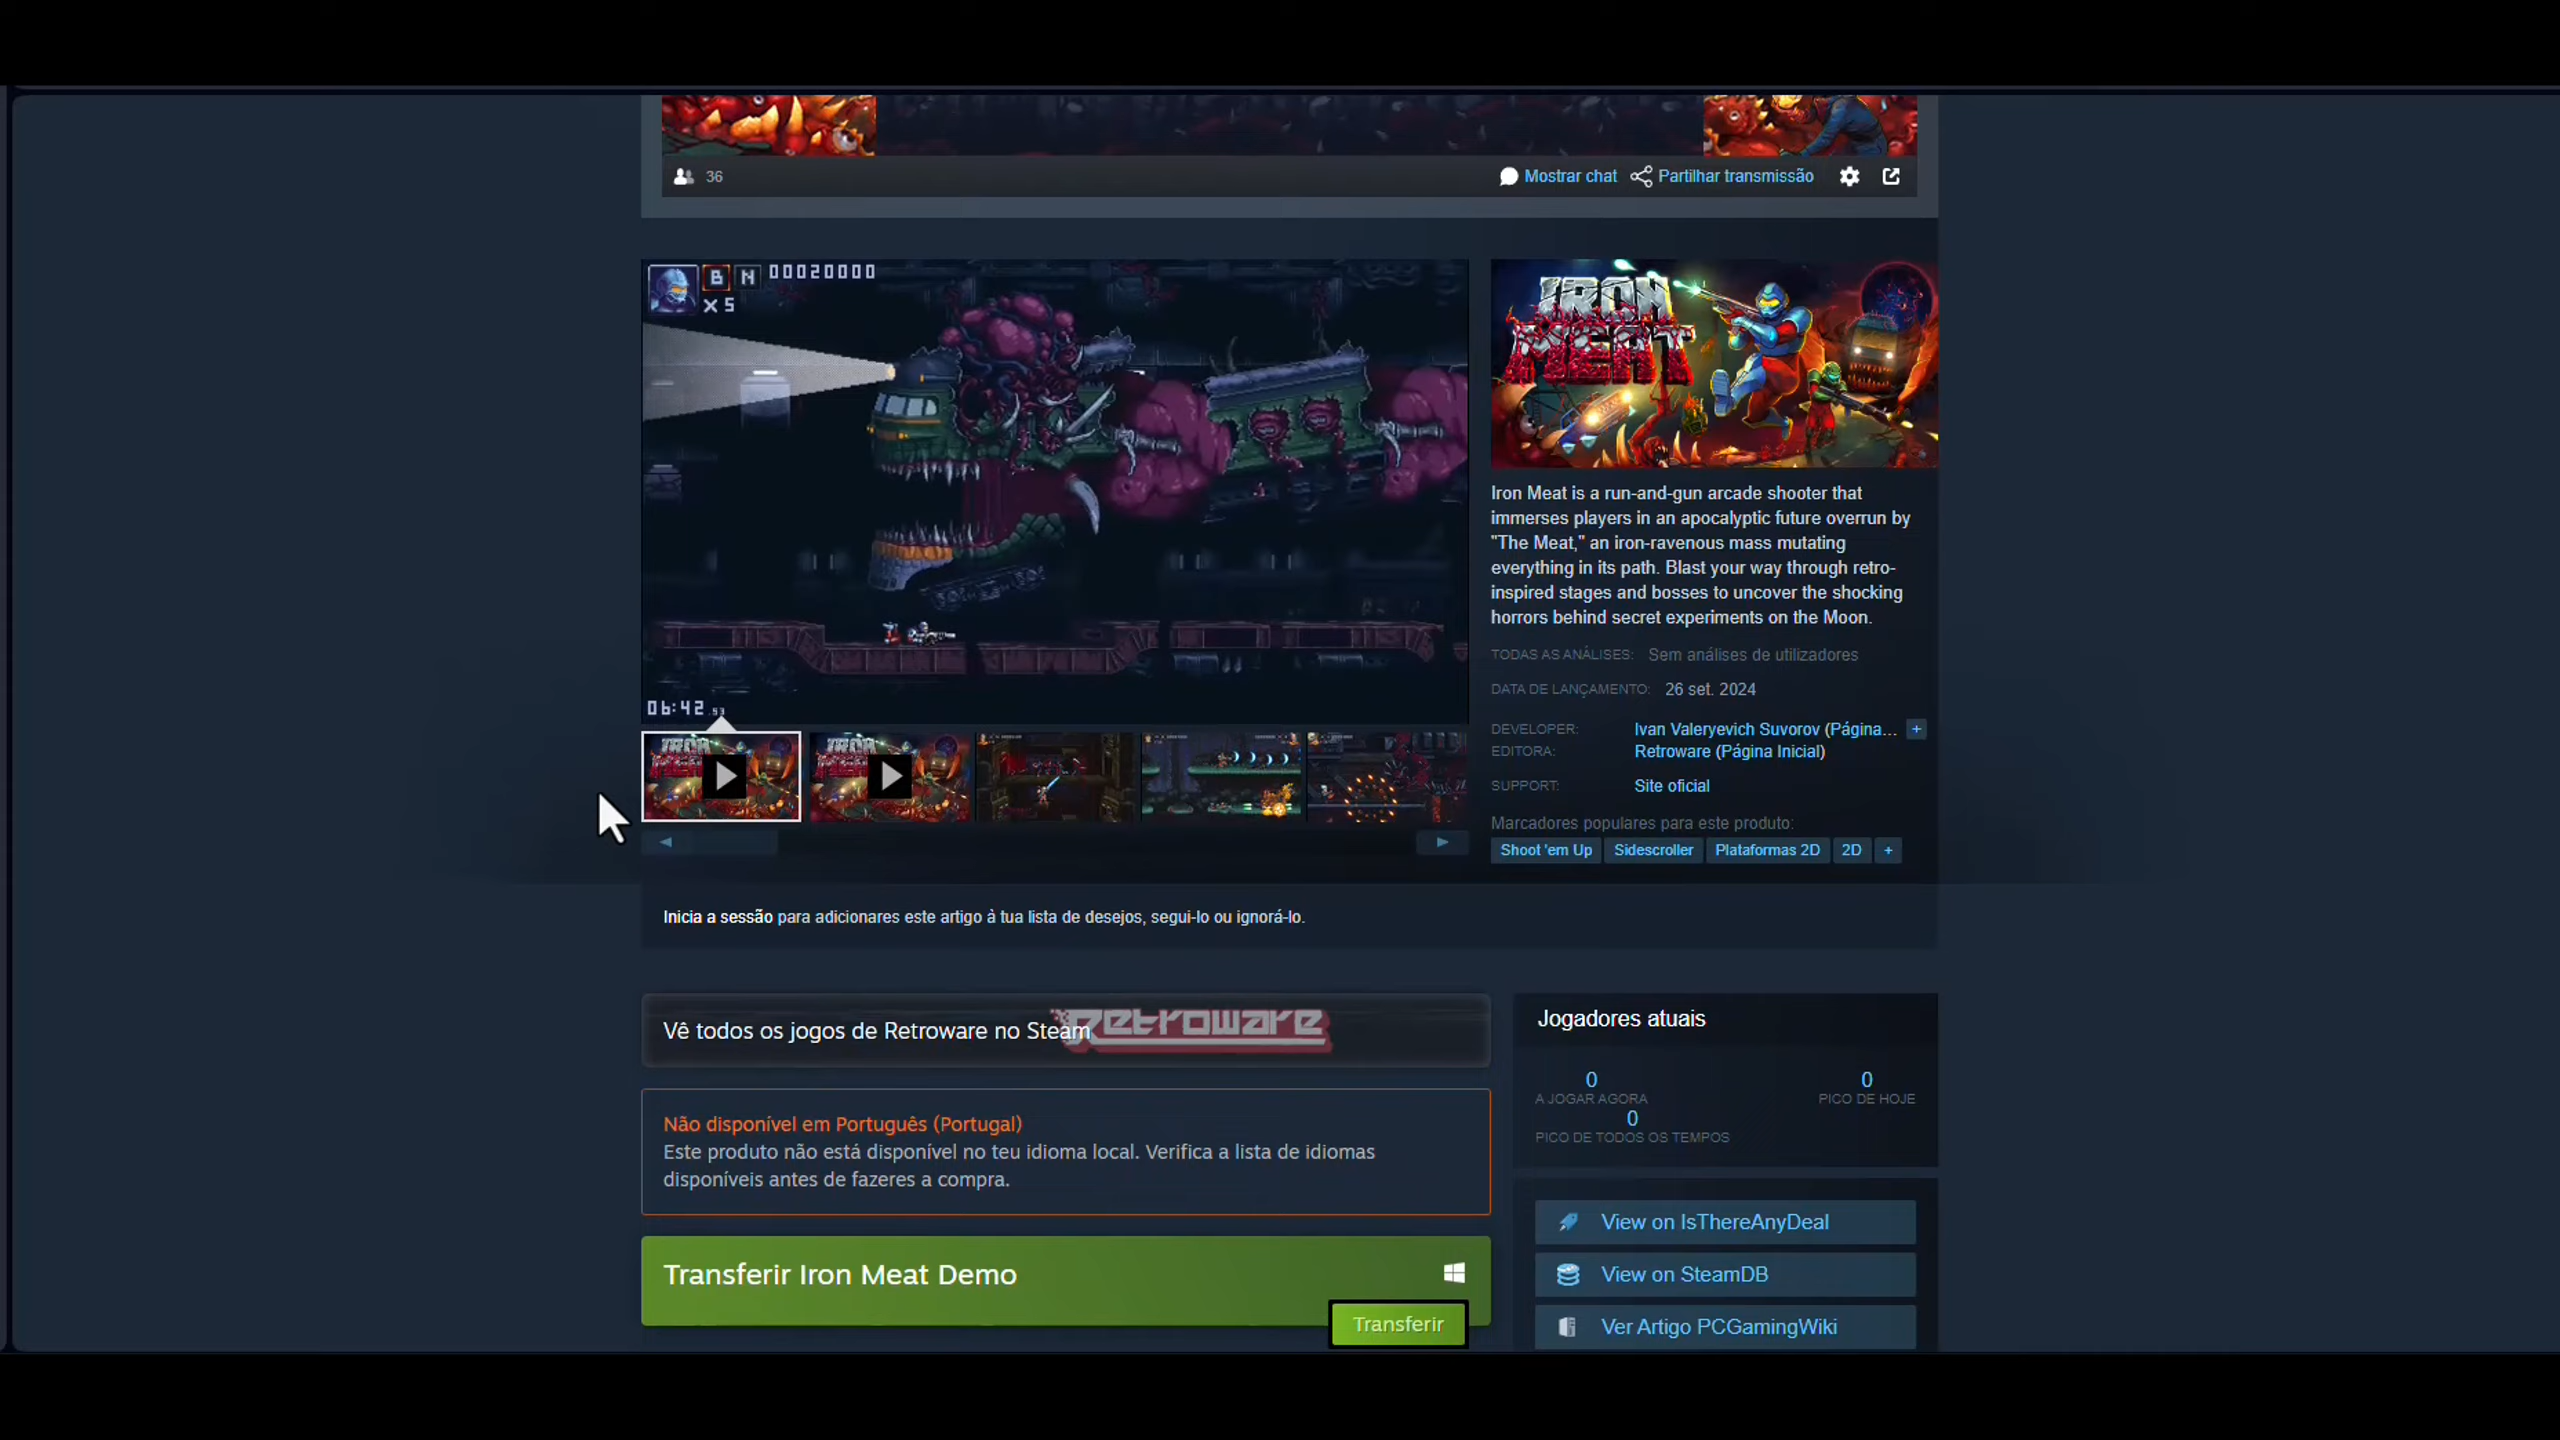 36
Mostrar chat
Partilhar transmissão
B N 00020000
X 5
06:42.53
IRON
MEAT
Iron Meat is a run-and-gun arcade shooter that
immerses players in an apocalyptic future overrun by
"The Meat," an iron-ravenous mass mutating
everything in its path. Blast your way through retro-
inspired stages and bosses to uncover the shocking
horrors behind secret experiments on the Moon.
TODAS AS ANÁLISES: Sem análises de utilizadores
DATA DE LANÇAMENTO: 26 set. 2024
DEVELOPER: Ivan Valeryevich Suvorov (Página... +
EDITORA: Retroware (Página Inicial)
SUPPORT: Site oficial
Marcadores populares para este produto:
Shoot 'em Up Sidescroller Plataformas 2D 2D +
Inicia a sessão para adicionares este artigo à tua lista de desejos, segui-lo ou ignorá-lo.
Vê todos os jogos de Retroware no Steam
Retroware
Não disponível em Português (Portugal)
Este produto não está disponível no teu idioma local. Verifica a lista de idiomas
disponíveis antes de fazeres a compra.
Transferir Iron Meat Demo
Transferir
Jogadores atuais
0
A JOGAR AGORA
0
PICO DE HOJE
0
PICO DE TODOS OS TEMPOS
View on IsThereAnyDeal
View on SteamDB
Ver Artigo PCGamingWiki